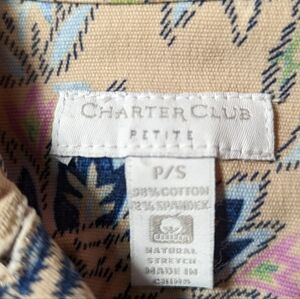 CHARTER CLUB
PETITE
P/S
98% COTTON
2% SPANDEX
NATURAL
STRETCH
MADE IN
CHINA